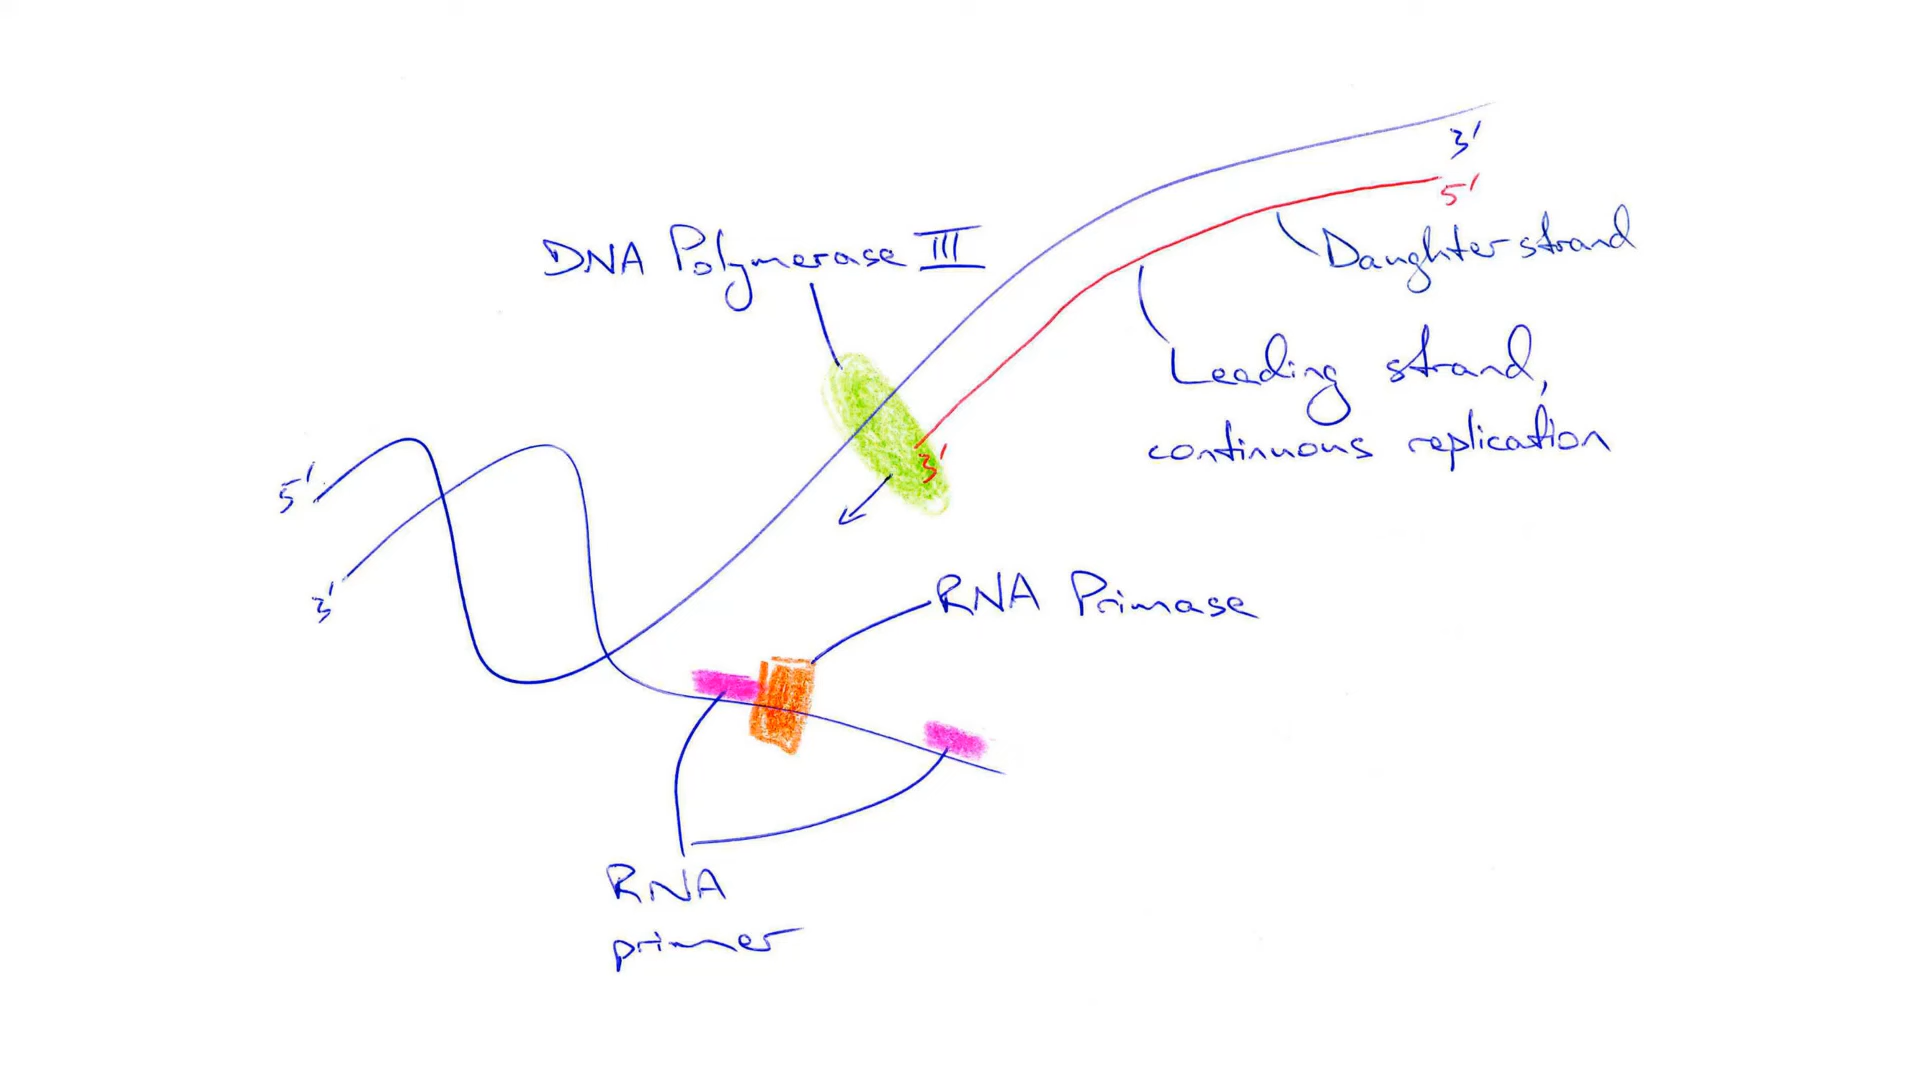 3'
5'
Daughter strand
DNA Polymerase III
Leading strand,
continuous replication
3'
5'
3'
RNA Primase
RNA
primer